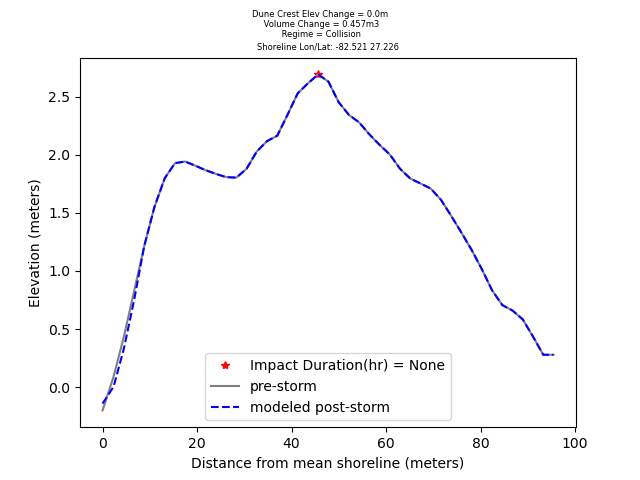 Dune Crest Elev Change = 0.0m
Volume Change = 0.457m3
Regime = Collision
Shoreline Lon/Lat: -82.521 27.226
2.5
2.0
1.5
1.0
0.5
0.0
Elevation (meters)
Impact Duration(hr) = None
pre-storm
modeled post-storm
0 20 40 60 80 100
Distance from mean shoreline (meters)